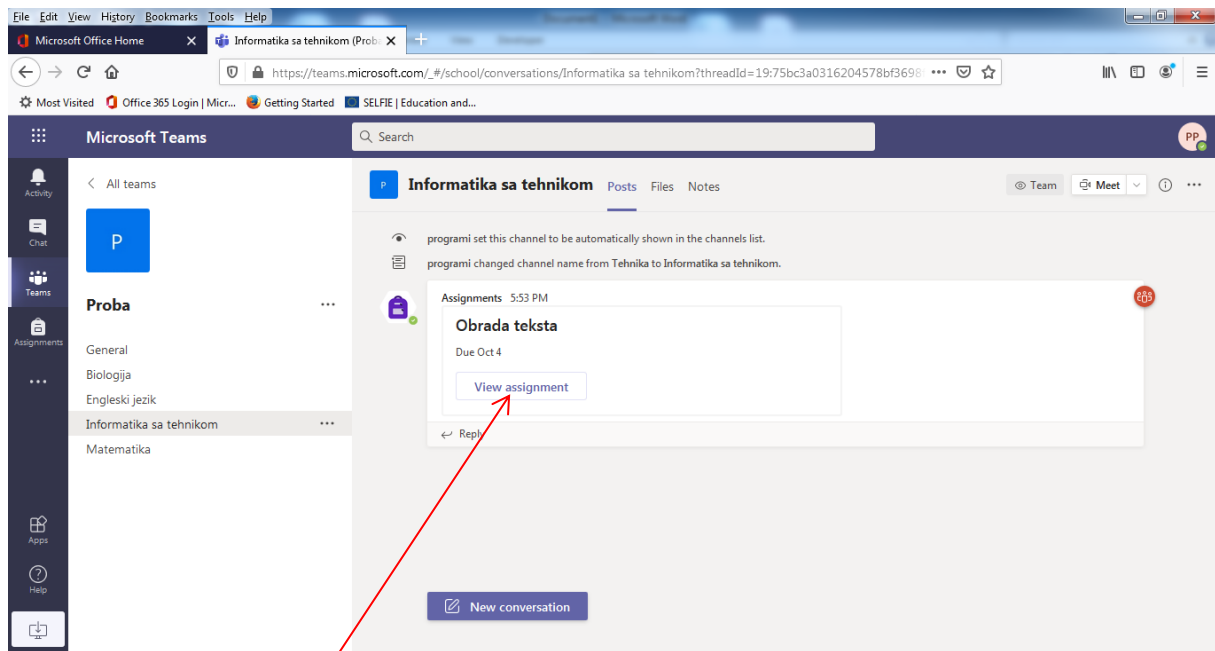 File Edit View History Bookmarks Tools Help
Microsoft Office Home
Informatika sa tehnikom (Prob
https://teams.microsoft.com/_#/school/conversations/Informatika sa tehnikom?threadId=19:75bc3a0316204578bf3698
Most Visited Office 365 Login | Micr... Getting Started SELFIE | Education and...
Microsoft Teams
Search
PP
Activity
Chat
Teams
Assignments
Apps
Help
All teams
P
Proba
General
Biologija
Engleski jezik
Informatika sa tehnikom
Matematika
P Informatika sa tehnikom Posts Files Notes
Team Meet
programi set this channel to be automatically shown in the channels list.
programi changed channel name from Tehnika to Informatika sa tehnikom.
Assignments 5:53 PM
Obrada teksta
Due Oct 4
View assignment
Reply
New conversation